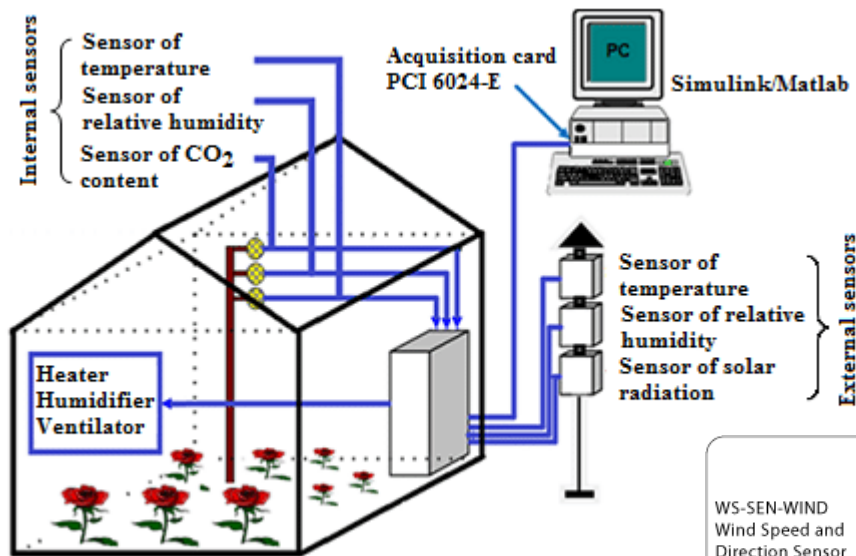 Internal sensors
Sensor of
temperature
Sensor of
relative humidity
Sensor of CO₂
content
Acquisition card
PCI 6024-E
PC
Simulink/Matlab
Heater
Humidifier
Ventilator
Sensor of
temperature
Sensor of relative
humidity
Sensor of solar
radiation
External sensors
WS-SEN-WIND
Wind Speed and
Direction Sensor